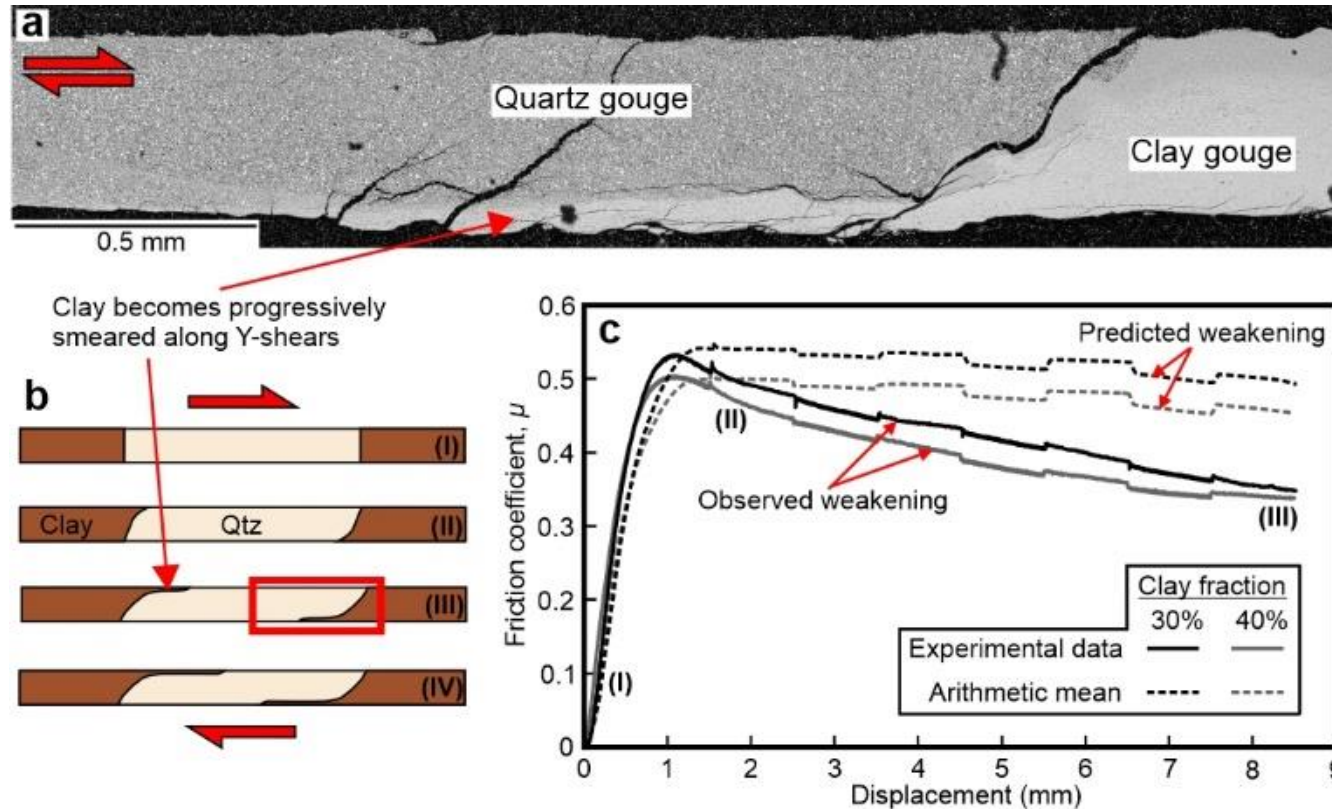 a
Quartz gouge
Clay gouge
0.5 mm
Clay becomes progressively
smeared along Y-shears
b
(I)
Clay
Qtz
(II)
(III)
(IV)
c
Friction coefficient, μ
0.6
0.5
0.4
0.3
0.2
0.1
0
Predicted weakening
(II)
Observed weakening
(III)
(I)
Clay fraction
30% 40%
Experimental data
Arithmetic mean
0 1 2 3 4 5 6 7 8 9
Displacement (mm)